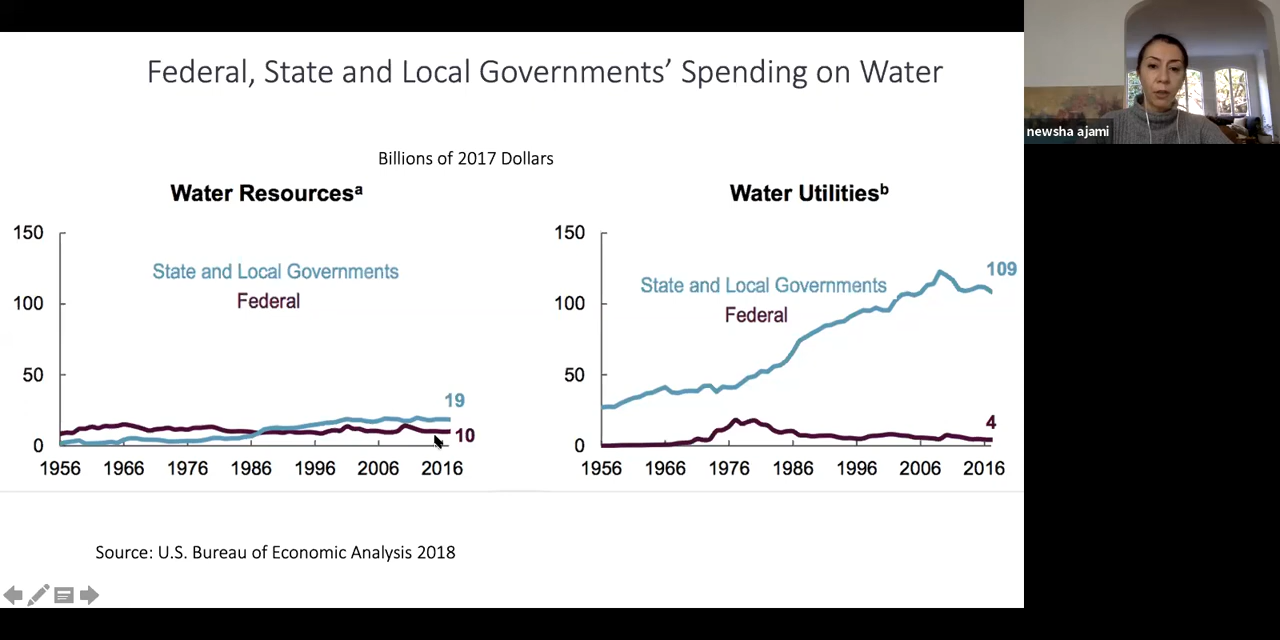 Federal, State and Local Governments' Spending on Water
newsha ajami
Billions of 2017 Dollars
Water Resourcesᵃ
150
100
50
0
State and Local Governments
Federal
19
10
1956 1966 1976 1986 1996 2006 2016
Water Utilitiesᵇ
150
100
50
0
State and Local Governments
Federal
109
4
1956 1966 1976 1986 1996 2006 2016
Source: U.S. Bureau of Economic Analysis 2018